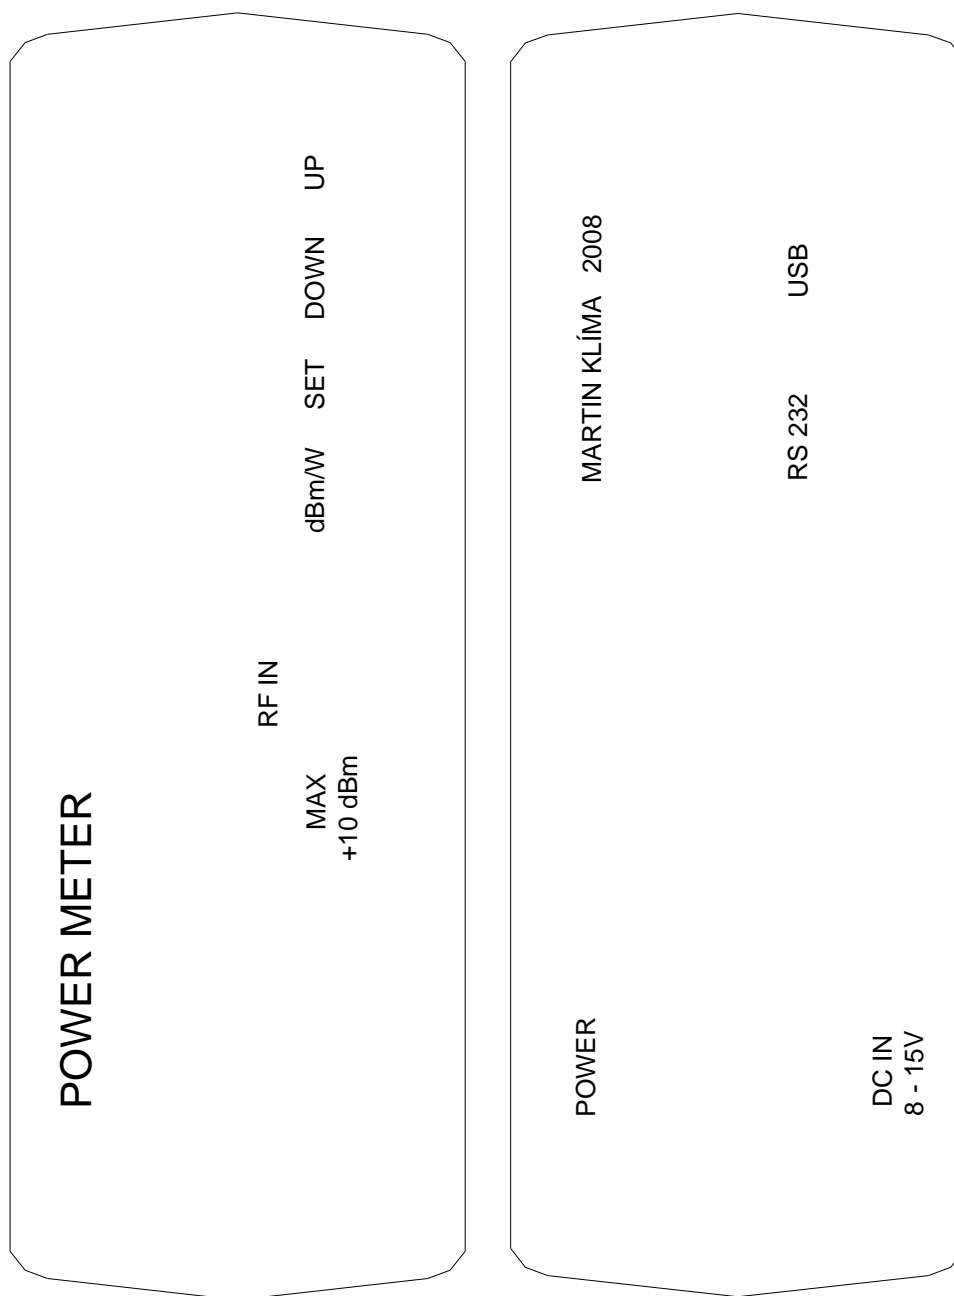 POWER METER
RF IN
MAX
+10 dBm
dBm/W SET DOWN UP
MARTIN KLÍMA 2008
POWER
RS 232 USB
DC IN
8 - 15V